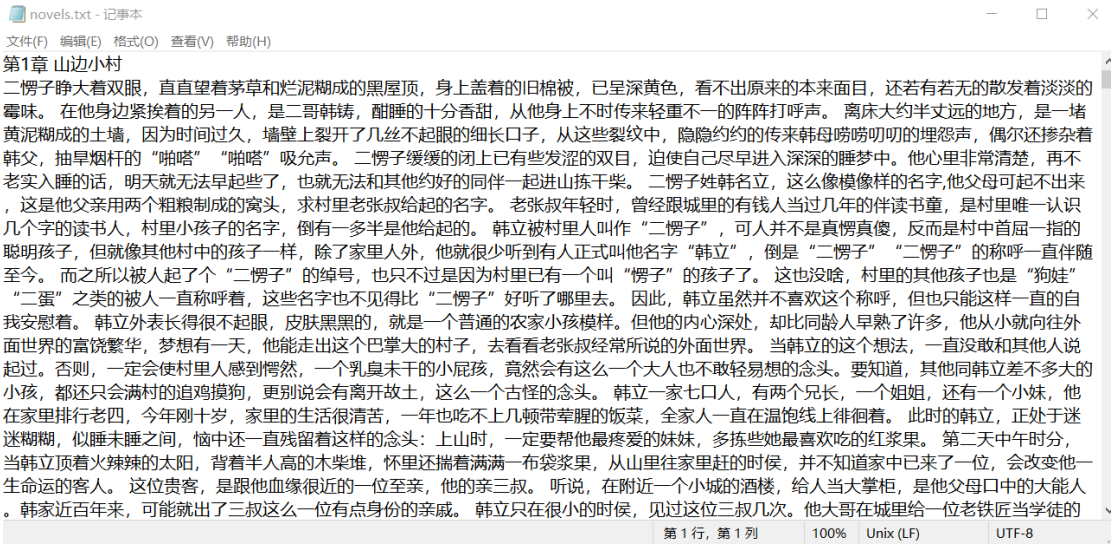 novels.txt - 记事本
文件(F) 编辑(E) 格式(O) 查看(V) 帮助(H)
第1章 山边小村
二愣子睁大着双眼，直直望着茅草和烂泥糊成的黑屋顶，身上盖着的旧棉被，已呈深黄色，看不出原来的本来面目，还若有若无的散发着淡淡的
霉味。 在他身边紧挨着的另一人，是二哥韩铸，酣睡的十分香甜，从他身上不时传来轻重不一的阵阵打呼声。 离床大约半丈远的地方，是一堵
黄泥糊成的土墙，因为时间过久，墙壁上裂开了几丝不起眼的细长口子，从这些裂纹中，隐隐约约的传来韩母唠唠叨叨的埋怨声，偶尔还掺杂着
韩父，抽旱烟杆的“啪嗒”“啪嗒”吸允声。 二愣子缓缓的闭上已有些发涩的双目，迫使自己尽早进入深深的睡梦中。他心里非常清楚，再不
老实入睡的话，明天就无法早起些了，也就无法和其他约好的同伴一起进山拣干柴。 二愣子姓韩名立，这么像模像样的名字,他父母可起不出来
，这是他父亲用两个粗粮制成的窝头，求村里老张叔给起的名字。 老张叔年轻时，曾经跟城里的有钱人当过几年的伴读书童，是村里唯一认识
几个字的读书人，村里小孩子的名字，倒有一多半是他给起的。 韩立被村里人叫作“二愣子”，可人并不是真愣真傻，反而是村中首屈一指的
聪明孩子，但就像其他村中的孩子一样，除了家里人外，他就很少听到有人正式叫他名字“韩立”，倒是“二愣子”“二愣子”的称呼一直伴随
至今。 而之所以被人起了个“二愣子”的绰号，也只不过是因为村里已有一个叫“愣子”的孩子了。 这也没啥，村里的其他孩子也是“狗娃”
“二蛋”之类的被人一直称呼着，这些名字也不见得比“二愣子”好听了哪里去。 因此，韩立虽然并不喜欢这个称呼，但也只能这样一直的自
我安慰着。 韩立外表长得很不起眼，皮肤黑黑的，就是一个普通的农家小孩模样。但他的内心深处，却比同龄人早熟了许多，他从小就向往外
面世界的富饶繁华，梦想有一天，他能走出这个巴掌大的村子，去看看老张叔经常所说的外面世界。 当韩立的这个想法，一直没敢和其他人说
起过。否则，一定会使村里人感到愕然，一个乳臭未干的小屁孩，竟然会有这么一个大人也不敢轻易想的念头。要知道，其他同韩立差不多大的
小孩，都还只会满村的追鸡摸狗，更别说会有离开故土，这么一个古怪的念头。 韩立一家七口人，有两个兄长，一个姐姐，还有一个小妹，他
在家里排行老四，今年刚十岁，家里的生活很清苦，一年也吃不上几顿带荤腥的饭菜，全家人一直在温饱线上徘徊着。 此时的韩立，正处于迷
迷糊糊，似睡未睡之间，恼中还一直残留着这样的念头：上山时，一定要帮他最疼爱的妹妹，多拣些她最喜欢吃的红浆果。 第二天中午时分，
当韩立顶着火辣辣的太阳，背着半人高的木柴堆，怀里还揣着满满一布袋浆果，从山里往家里赶的时侯，并不知道家中已来了一位，会改变他一
生命运的客人。 这位贵客，是跟他血缘很近的一位至亲，他的亲三叔。 听说，在附近一个小城的酒楼，给人当大掌柜，是他父母口中的大能人
。韩家近百年来，可能就出了三叔这么一位有点身份的亲戚。 韩立只在很小的时侯，见过这位三叔几次。他大哥在城里给一位老铁匠当学徒的
第 1 行，第 1 列 100% Unix (LF) UTF-8